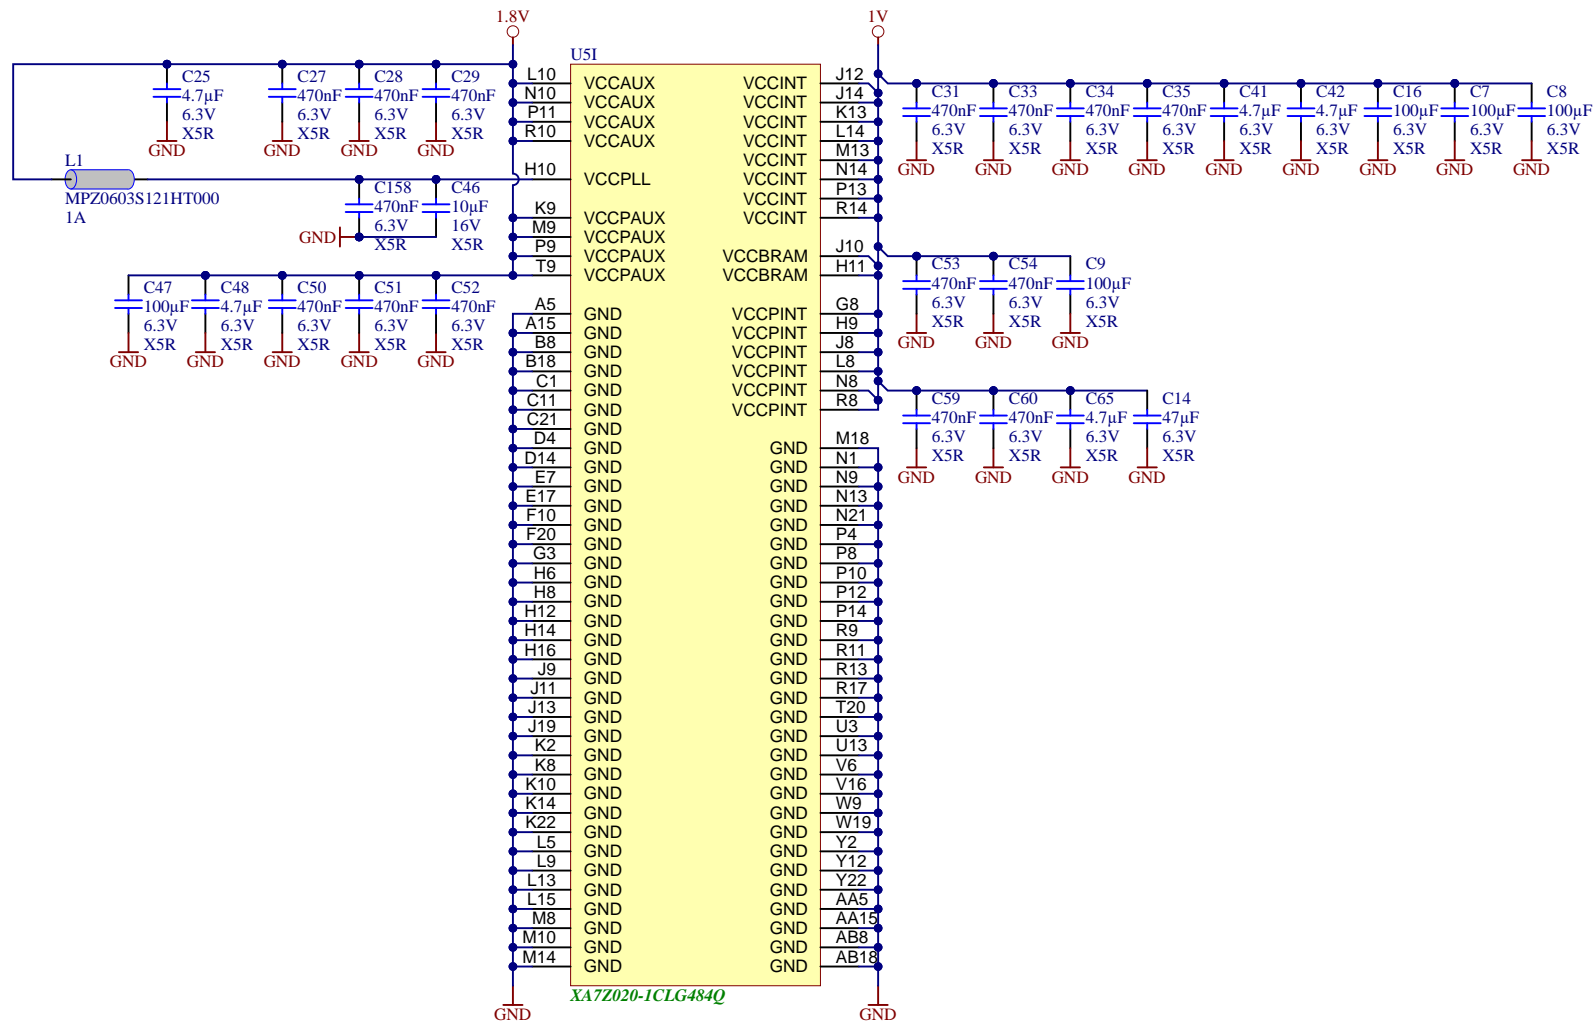 1.8V
1V
U5I
C25
4.7µF
6.3V
X5R
GND
C27
470nF
6.3V
X5R
GND
C28
470nF
6.3V
X5R
GND
C29
470nF
6.3V
X5R
GND
L1
MPZ0603S121HT000
1A
C158
470nF
6.3V
X5R
C46
10µF
16V
X5R
GND
C47
100µF
6.3V
X5R
GND
C48
4.7µF
6.3V
X5R
GND
C50
470nF
6.3V
X5R
GND
C51
470nF
6.3V
X5R
GND
C52
470nF
6.3V
X5R
GND
L10 VCCAUX VCCINT J12
N10 VCCAUX VCCINT J14
P11 VCCAUX VCCINT K13
R10 VCCAUX VCCINT L14
VCCINT M13
H10 VCCPLL VCCINT N14
VCCINT P13
K9 VCCPAUX VCCINT R14
M9 VCCPAUX
P9 VCCPAUX VCCBRAM J10
T9 VCCPAUX VCCBRAM H11
A5 GND VCCPINT G8
A15 GND VCCPINT H9
B8 GND VCCPINT J8
B18 GND VCCPINT L8
C1 GND VCCPINT N8
C11 GND VCCPINT R8
C21 GND
D4 GND GND M18
D14 GND GND N1
E7 GND GND N9
E17 GND GND N13
F10 GND GND N21
F20 GND GND P4
G3 GND GND P8
H6 GND GND P10
H8 GND GND P12
H12 GND GND P14
H14 GND GND R9
H16 GND GND R11
J9 GND GND R13
J11 GND GND R17
J13 GND GND T20
J19 GND GND U3
K2 GND GND U13
K8 GND GND V6
K10 GND GND V16
K14 GND GND W9
K22 GND GND W19
L5 GND GND Y2
L9 GND GND Y12
L13 GND GND Y22
L15 GND GND AA5
M8 GND GND AA15
M10 GND GND AB8
M14 GND GND AB18
XA7Z020-1CLG484Q
GND
GND
C31
470nF
6.3V
X5R
GND
C33
470nF
6.3V
X5R
GND
C34
470nF
6.3V
X5R
GND
C35
470nF
6.3V
X5R
GND
C41
4.7µF
6.3V
X5R
GND
C42
4.7µF
6.3V
X5R
GND
C16
100µF
6.3V
X5R
GND
C7
100µF
6.3V
X5R
GND
C8
100µF
6.3V
X5R
GND
C53
470nF
6.3V
X5R
GND
C54
470nF
6.3V
X5R
GND
C9
100µF
6.3V
X5R
GND
C59
470nF
6.3V
X5R
GND
C60
470nF
6.3V
X5R
GND
C65
4.7µF
6.3V
X5R
GND
C14
47µF
6.3V
X5R
GND